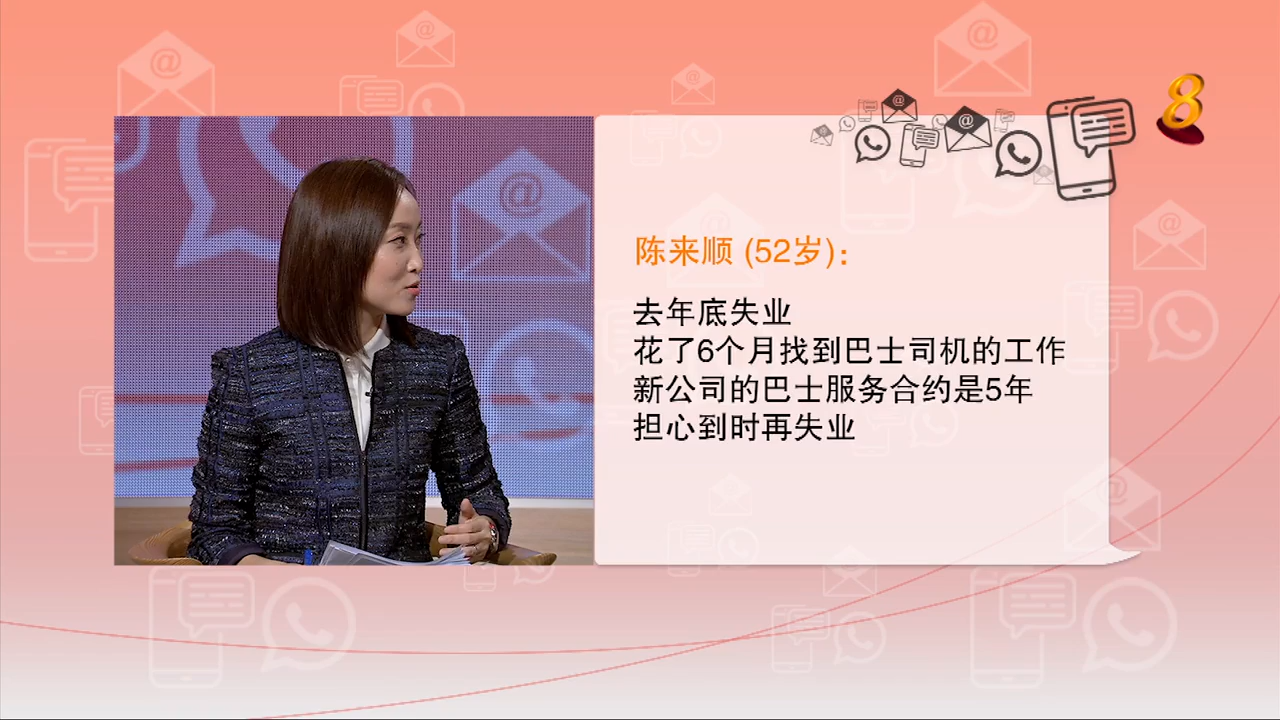 8
陈来顺 (52岁)：
去年底失业
花了6个月找到巴士司机的工作
新公司的巴士服务合约是5年
担心到时再失业